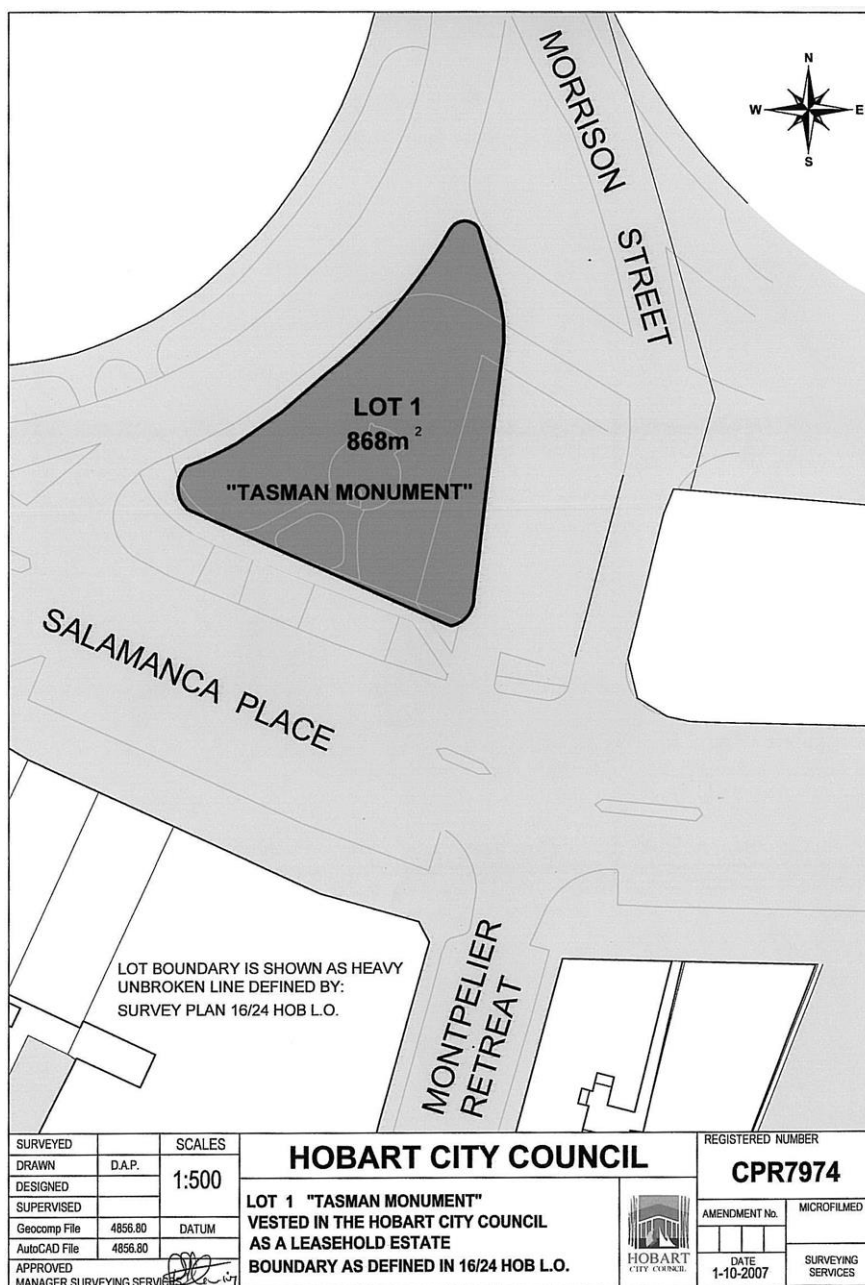 N
W
E
S
MORRISON STREET
LOT 1
868m²
"TASMAN MONUMENT"
SALAMANCA PLACE
LOT BOUNDARY IS SHOWN AS HEAVY
UNBROKEN LINE DEFINED BY:
SURVEY PLAN 16/24 HOB L.O.
MONTPELIER
RETREAT
SURVEYED
DRAWN D.A.P.
DESIGNED
SUPERVISED
Geocomp File 4856.80
AutoCAD File 4856.80
APPROVED
MANAGER SURVEYING SERVICES
SCALES
1:500
DATUM
HOBART CITY COUNCIL
LOT 1 "TASMAN MONUMENT"
VESTED IN THE HOBART CITY COUNCIL
AS A LEASEHOLD ESTATE
BOUNDARY AS DEFINED IN 16/24 HOB L.O.
HOBART
CITY COUNCIL
REGISTERED NUMBER
CPR7974
AMENDMENT No.
MICROFILMED
DATE
1-10-2007
SURVEYING
SERVICES